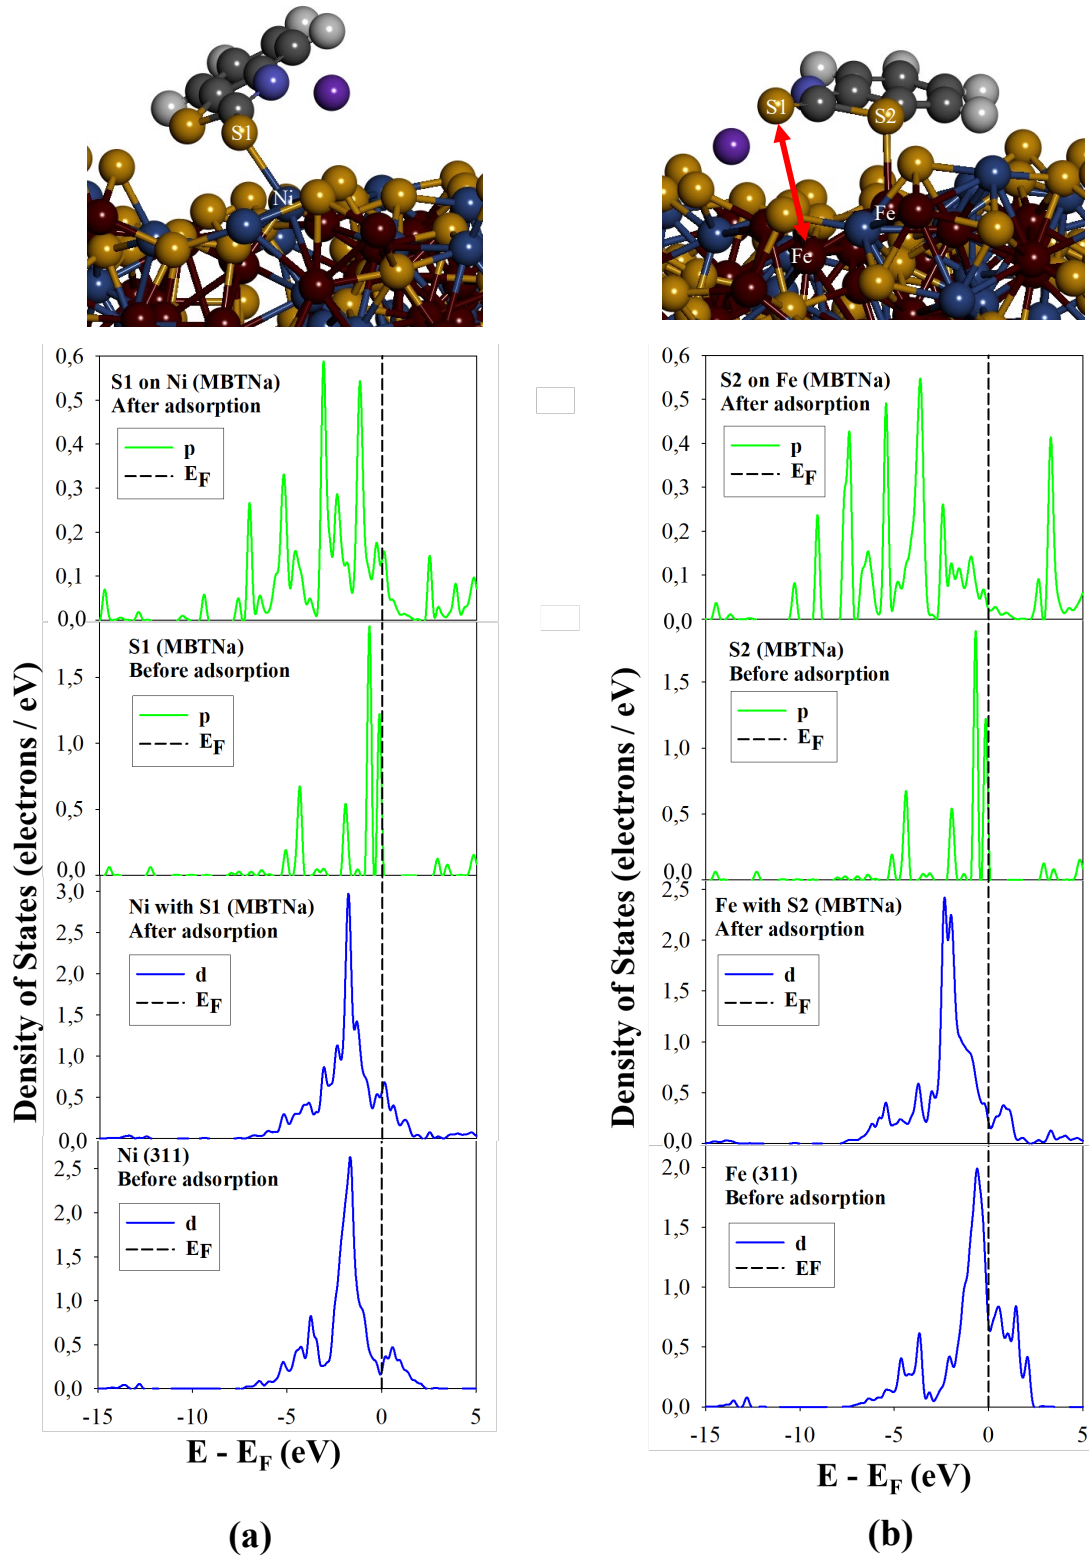 S1
Ni
S1
S2
Fe
Fe
Density of States (electrons / eV)
0,6
0,5
0,4
0,3
0,2
0,1
0,0
S1 on Ni (MBTNa)
After adsorption
p
EF
1,5
1,0
0,5
0,0
S1 (MBTNa)
Before adsorption
p
EF
3,0
2,5
2,0
1,5
1,0
0,5
0,0
Ni with S1 (MBTNa)
After adsorption
d
EF
2,5
2,0
1,5
1,0
0,5
0,0
Ni (311)
Before adsorption
d
EF
-15 -10 -5 0 5
E - EF (eV)
(a)
Density of States (electrons / eV)
0,6
0,5
0,4
0,3
0,2
0,1
0,0
S2 on Fe (MBTNa)
After adsorption
p
EF
1,5
1,0
0,5
0,0
S2 (MBTNa)
Before adsorption
p
EF
2,5
2,0
1,5
1,0
0,5
0,0
Fe with S2 (MBTNa)
After adsorption
d
EF
2,0
1,5
1,0
0,5
0,0
Fe (311)
Before adsorption
d
EF
-15 -10 -5 0 5
E - EF (eV)
(b)